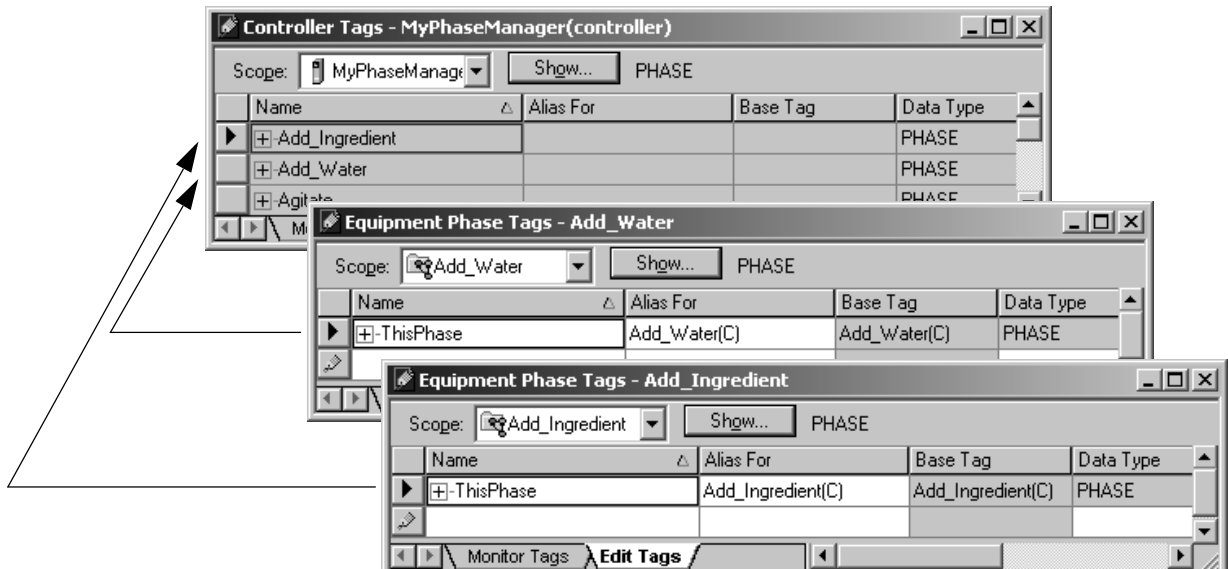 Controller Tags - MyPhaseManager(controller)
Scope: MyPhaseManage Show... PHASE
Name Alias For Base Tag Data Type
Add_Ingredient PHASE
Add_Water PHASE
Agitate PHASE
Equipment Phase Tags - Add_Water
Scope: Add_Water Show... PHASE
Name Alias For Base Tag Data Type
ThisPhase Add_Water(C) Add_Water(C) PHASE
Equipment Phase Tags - Add_Ingredient
Scope: Add_Ingredient Show... PHASE
Name Alias For Base Tag Data Type
ThisPhase Add_Ingredient(C) Add_Ingredient(C) PHASE
Monitor Tags Edit Tags